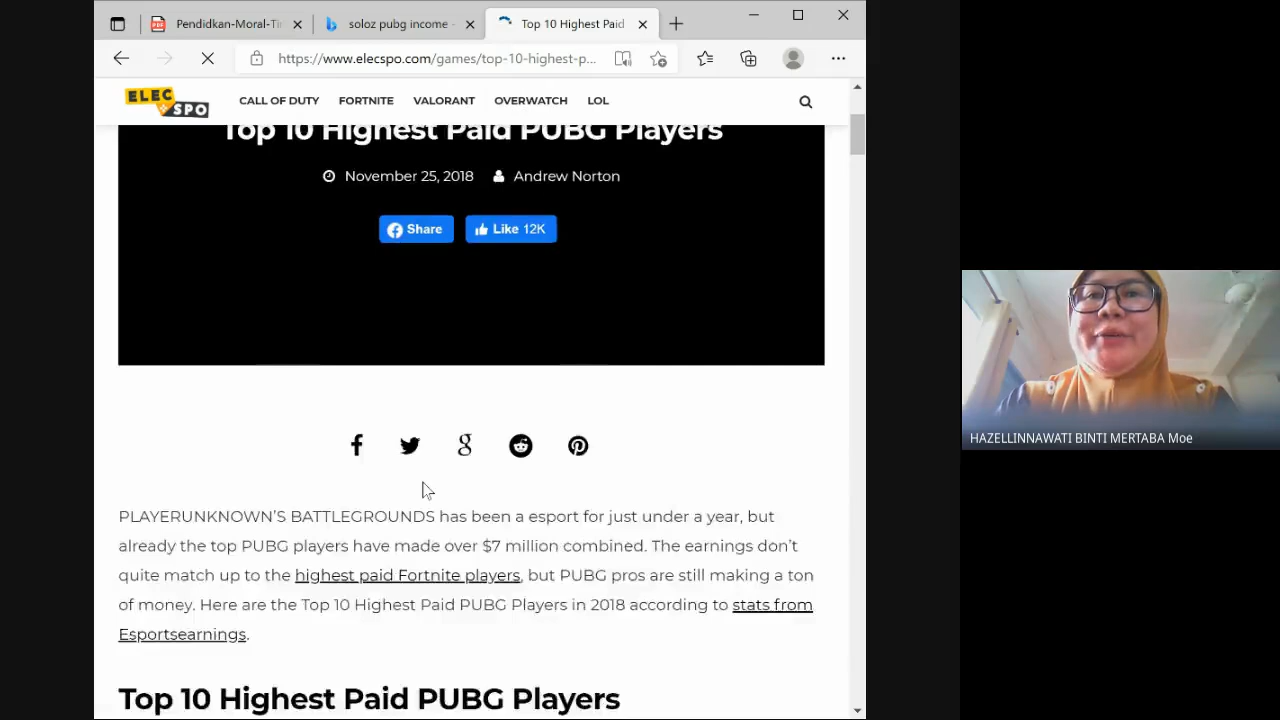 Pendidkan-Moral-Tir
soloz pubg income -
Top 10 Highest Paid
https://www.elecspo.com/games/top-10-highest-p...
ELEC SPO
CALL OF DUTY FORTNITE VALORANT OVERWATCH LOL
Top 10 Highest Paid PUBG Players
November 25, 2018 Andrew Norton
Share Like 12K
PLAYERUNKNOWN'S BATTLEGROUNDS has been a esport for just under a year, but
already the top PUBG players have made over $7 million combined. The earnings don't
quite match up to the highest paid Fortnite players, but PUBG pros are still making a ton
of money. Here are the Top 10 Highest Paid PUBG Players in 2018 according to stats from
Esportsearnings.
Top 10 Highest Paid PUBG Players
HAZELLINNAWATI BINTI MERTABA Moe